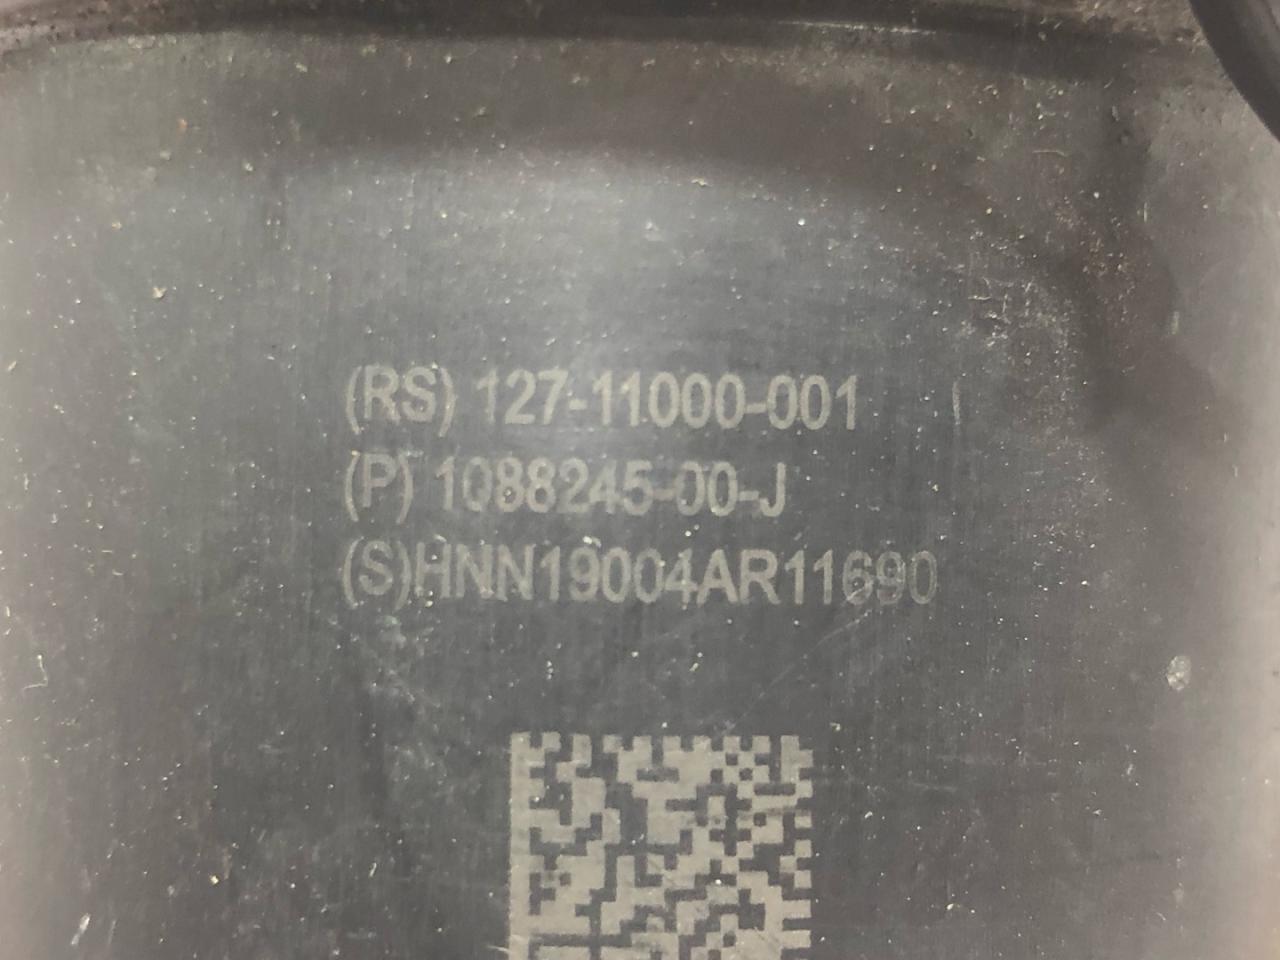 (RS) 127-11000-001
(P) 1088245-00-J
(S)HNN19004AR11690